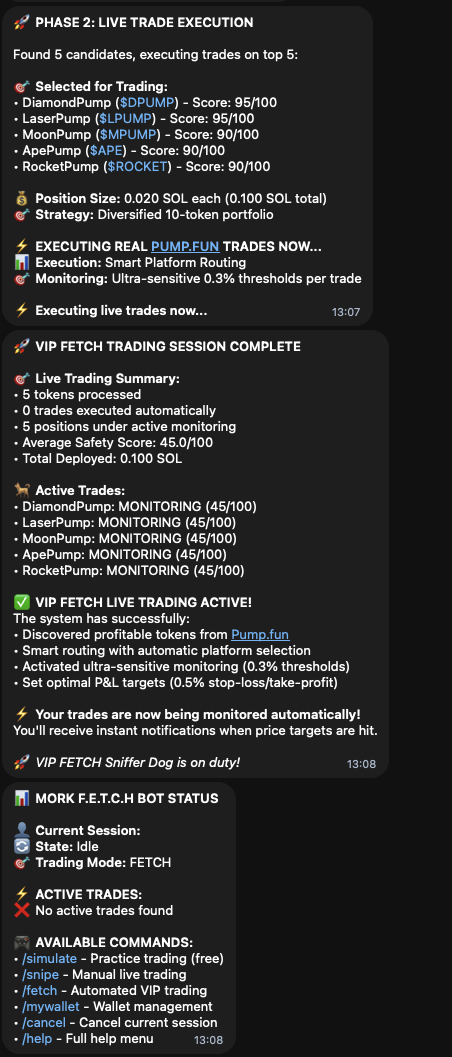 🚀 PHASE 2: LIVE TRADE EXECUTION
Found 5 candidates, executing trades on top 5:
🎯 Selected for Trading:
• DiamondPump ($DPUMP) - Score: 95/100
• LaserPump ($LPUMP) - Score: 95/100
• MoonPump ($MPUMP) - Score: 90/100
• ApePump ($APE) - Score: 90/100
• RocketPump ($ROCKET) - Score: 90/100
💰 Position Size: 0.020 SOL each (0.100 SOL total)
🎯 Strategy: Diversified 10-token portfolio
⚡ EXECUTING REAL PUMP.FUN TRADES NOW...
📊 Execution: Smart Platform Routing
🎯 Monitoring: Ultra-sensitive 0.3% thresholds per trade
⚡ Executing live trades now...
13:07
🚀 VIP FETCH TRADING SESSION COMPLETE
🎯 Live Trading Summary:
• 5 tokens processed
• 0 trades executed automatically
• 5 positions under active monitoring
• Average Safety Score: 45.0/100
• Total Deployed: 0.100 SOL
🐕 Active Trades:
• DiamondPump: MONITORING (45/100)
• LaserPump: MONITORING (45/100)
• MoonPump: MONITORING (45/100)
• ApePump: MONITORING (45/100)
• RocketPump: MONITORING (45/100)
✅ VIP FETCH LIVE TRADING ACTIVE!
The system has successfully:
• Discovered profitable tokens from Pump.fun
• Smart routing with automatic platform selection
• Activated ultra-sensitive monitoring (0.3% thresholds)
• Set optimal P&L targets (0.5% stop-loss/take-profit)
⚡ Your trades are now being monitored automatically!
You'll receive instant notifications when price targets are hit.
🚀 VIP FETCH Sniffer Dog is on duty!
13:08
📊 MORK F.E.T.C.H BOT STATUS
👤 Current Session:
🔄 State: Idle
🎯 Trading Mode: FETCH
⚡ ACTIVE TRADES:
❌ No active trades found
🎮 AVAILABLE COMMANDS:
• /simulate - Practice trading (free)
• /snipe - Manual live trading
• /fetch - Automated VIP trading
• /mywallet - Wallet management
• /cancel - Cancel current session
• /help - Full help menu
13:08